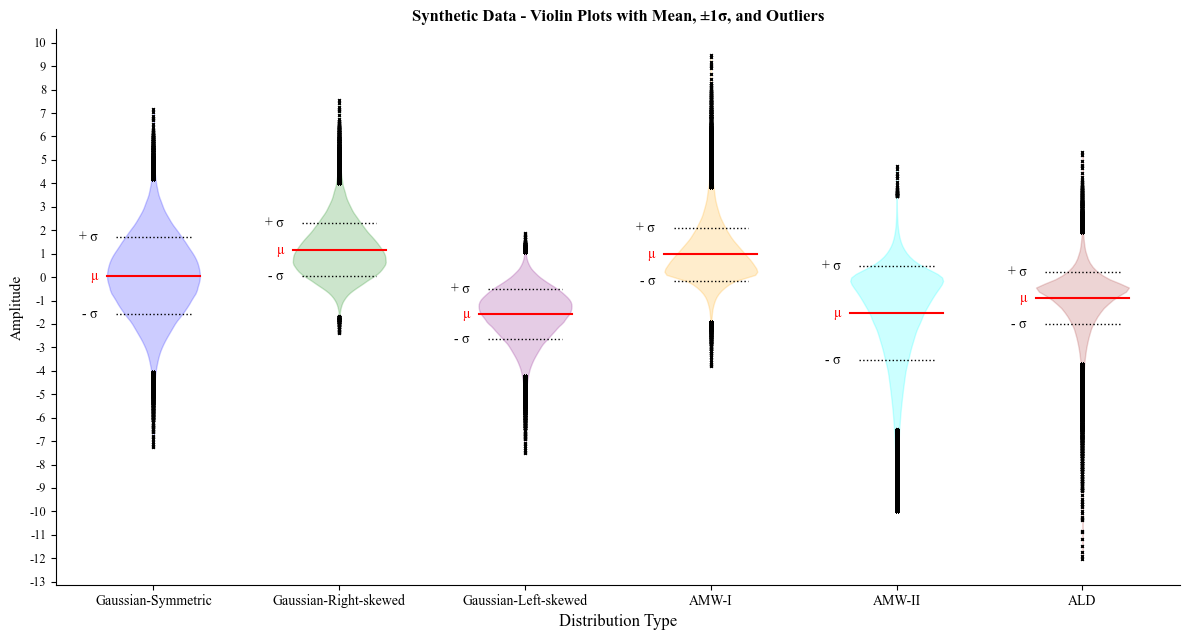 Synthetic Data - Violin Plots with Mean, ±1σ, and Outliers
Amplitude
10
9
8
7
6
5
4
3
2
1
0
-1
-2
-3
-4
-5
-6
-7
-8
-9
-10
-11
-12
-13
+ σ
μ
- σ
+ σ
μ
- σ
+ σ
μ
- σ
+ σ
μ
- σ
+ σ
μ
- σ
+ σ
μ
- σ
Gaussian-Symmetric
Gaussian-Right-skewed
Gaussian-Left-skewed
AMW-I
AMW-II
ALD
Distribution Type